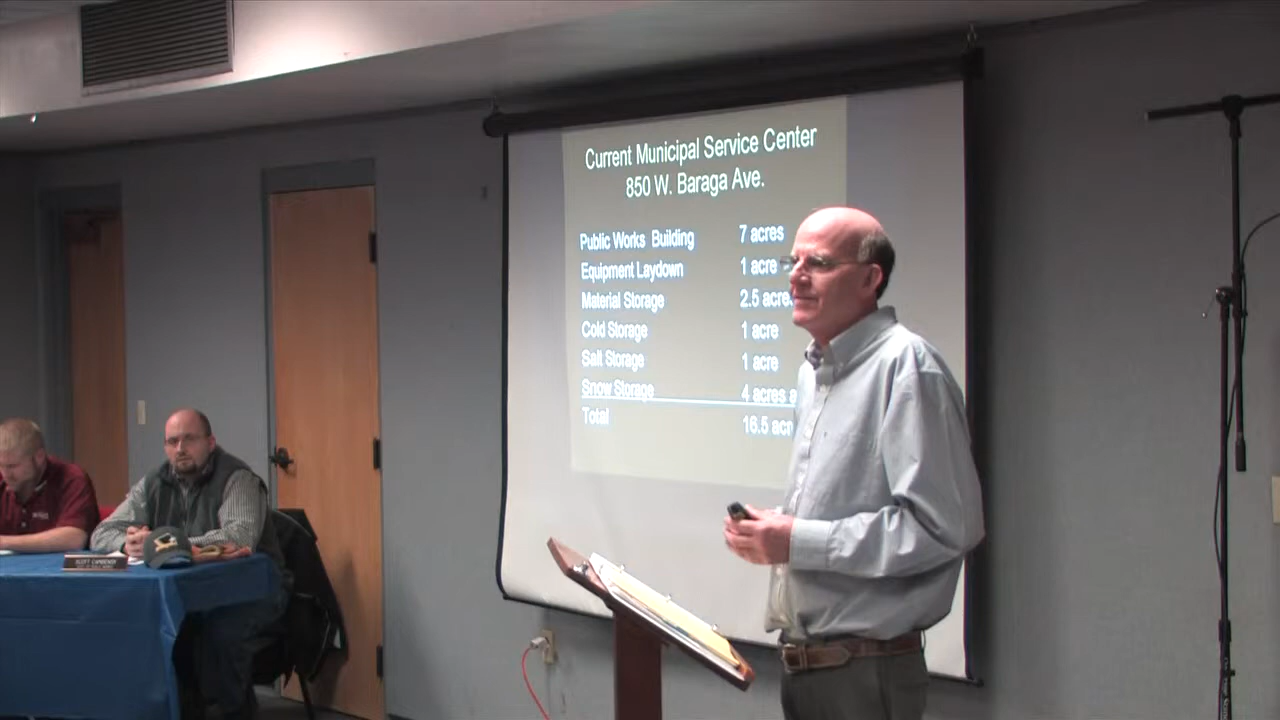 Current Municipal Service Center
850 W. Baraga Ave.
Public Works Building 7 acres
Equipment Laydown 1 acre
Material Storage 2.5 acre
Cold Storage 1 acre
Salt Storage 1 acre
Snow Storage 4 acres
Total 16.5